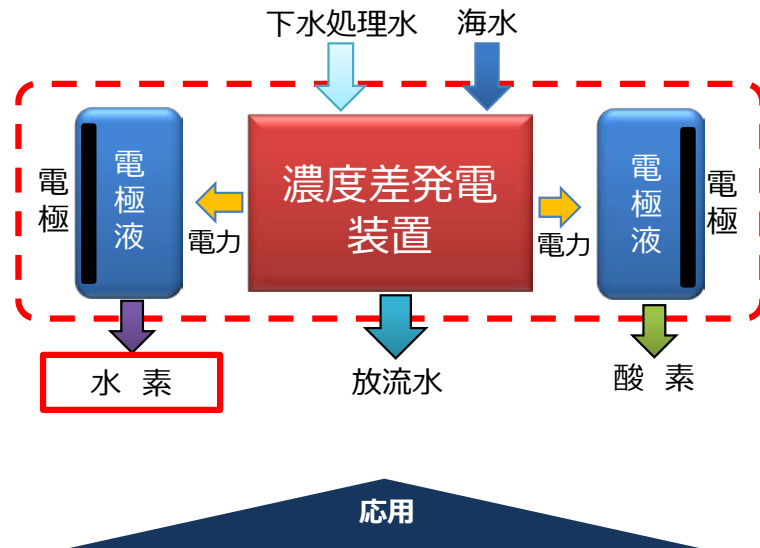 下水処理水
海水
電極
電極液
電力
濃度差発電
装置
電力
電極液
電極
水 素
放流水
酸 素
応用